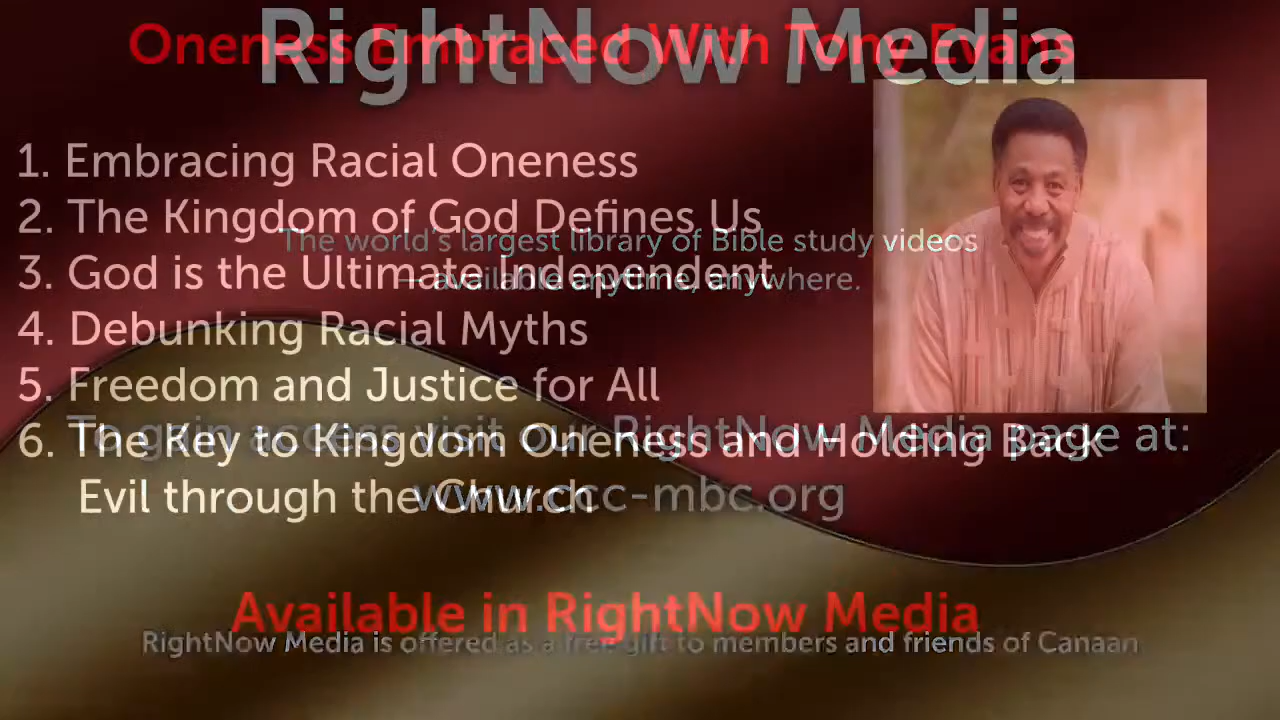 RightNow Media
Oneness Embraced With Tony Evans
1. Embracing Racial Oneness
2. The Kingdom of God Defines Us
The world's largest library of Bible study videos
3. God is the Ultimate Independent
– available anytime, anywhere.
4. Debunking Racial Myths
5. Freedom and Justice for All
To gain access visit our RightNow Media page at:
6. The Key to Kingdom Oneness and Holding Back
Evil through the Church
www.dcc-mbc.org
Available in RightNow Media
RightNow Media is offered as a free gift to members and friends of Canaan